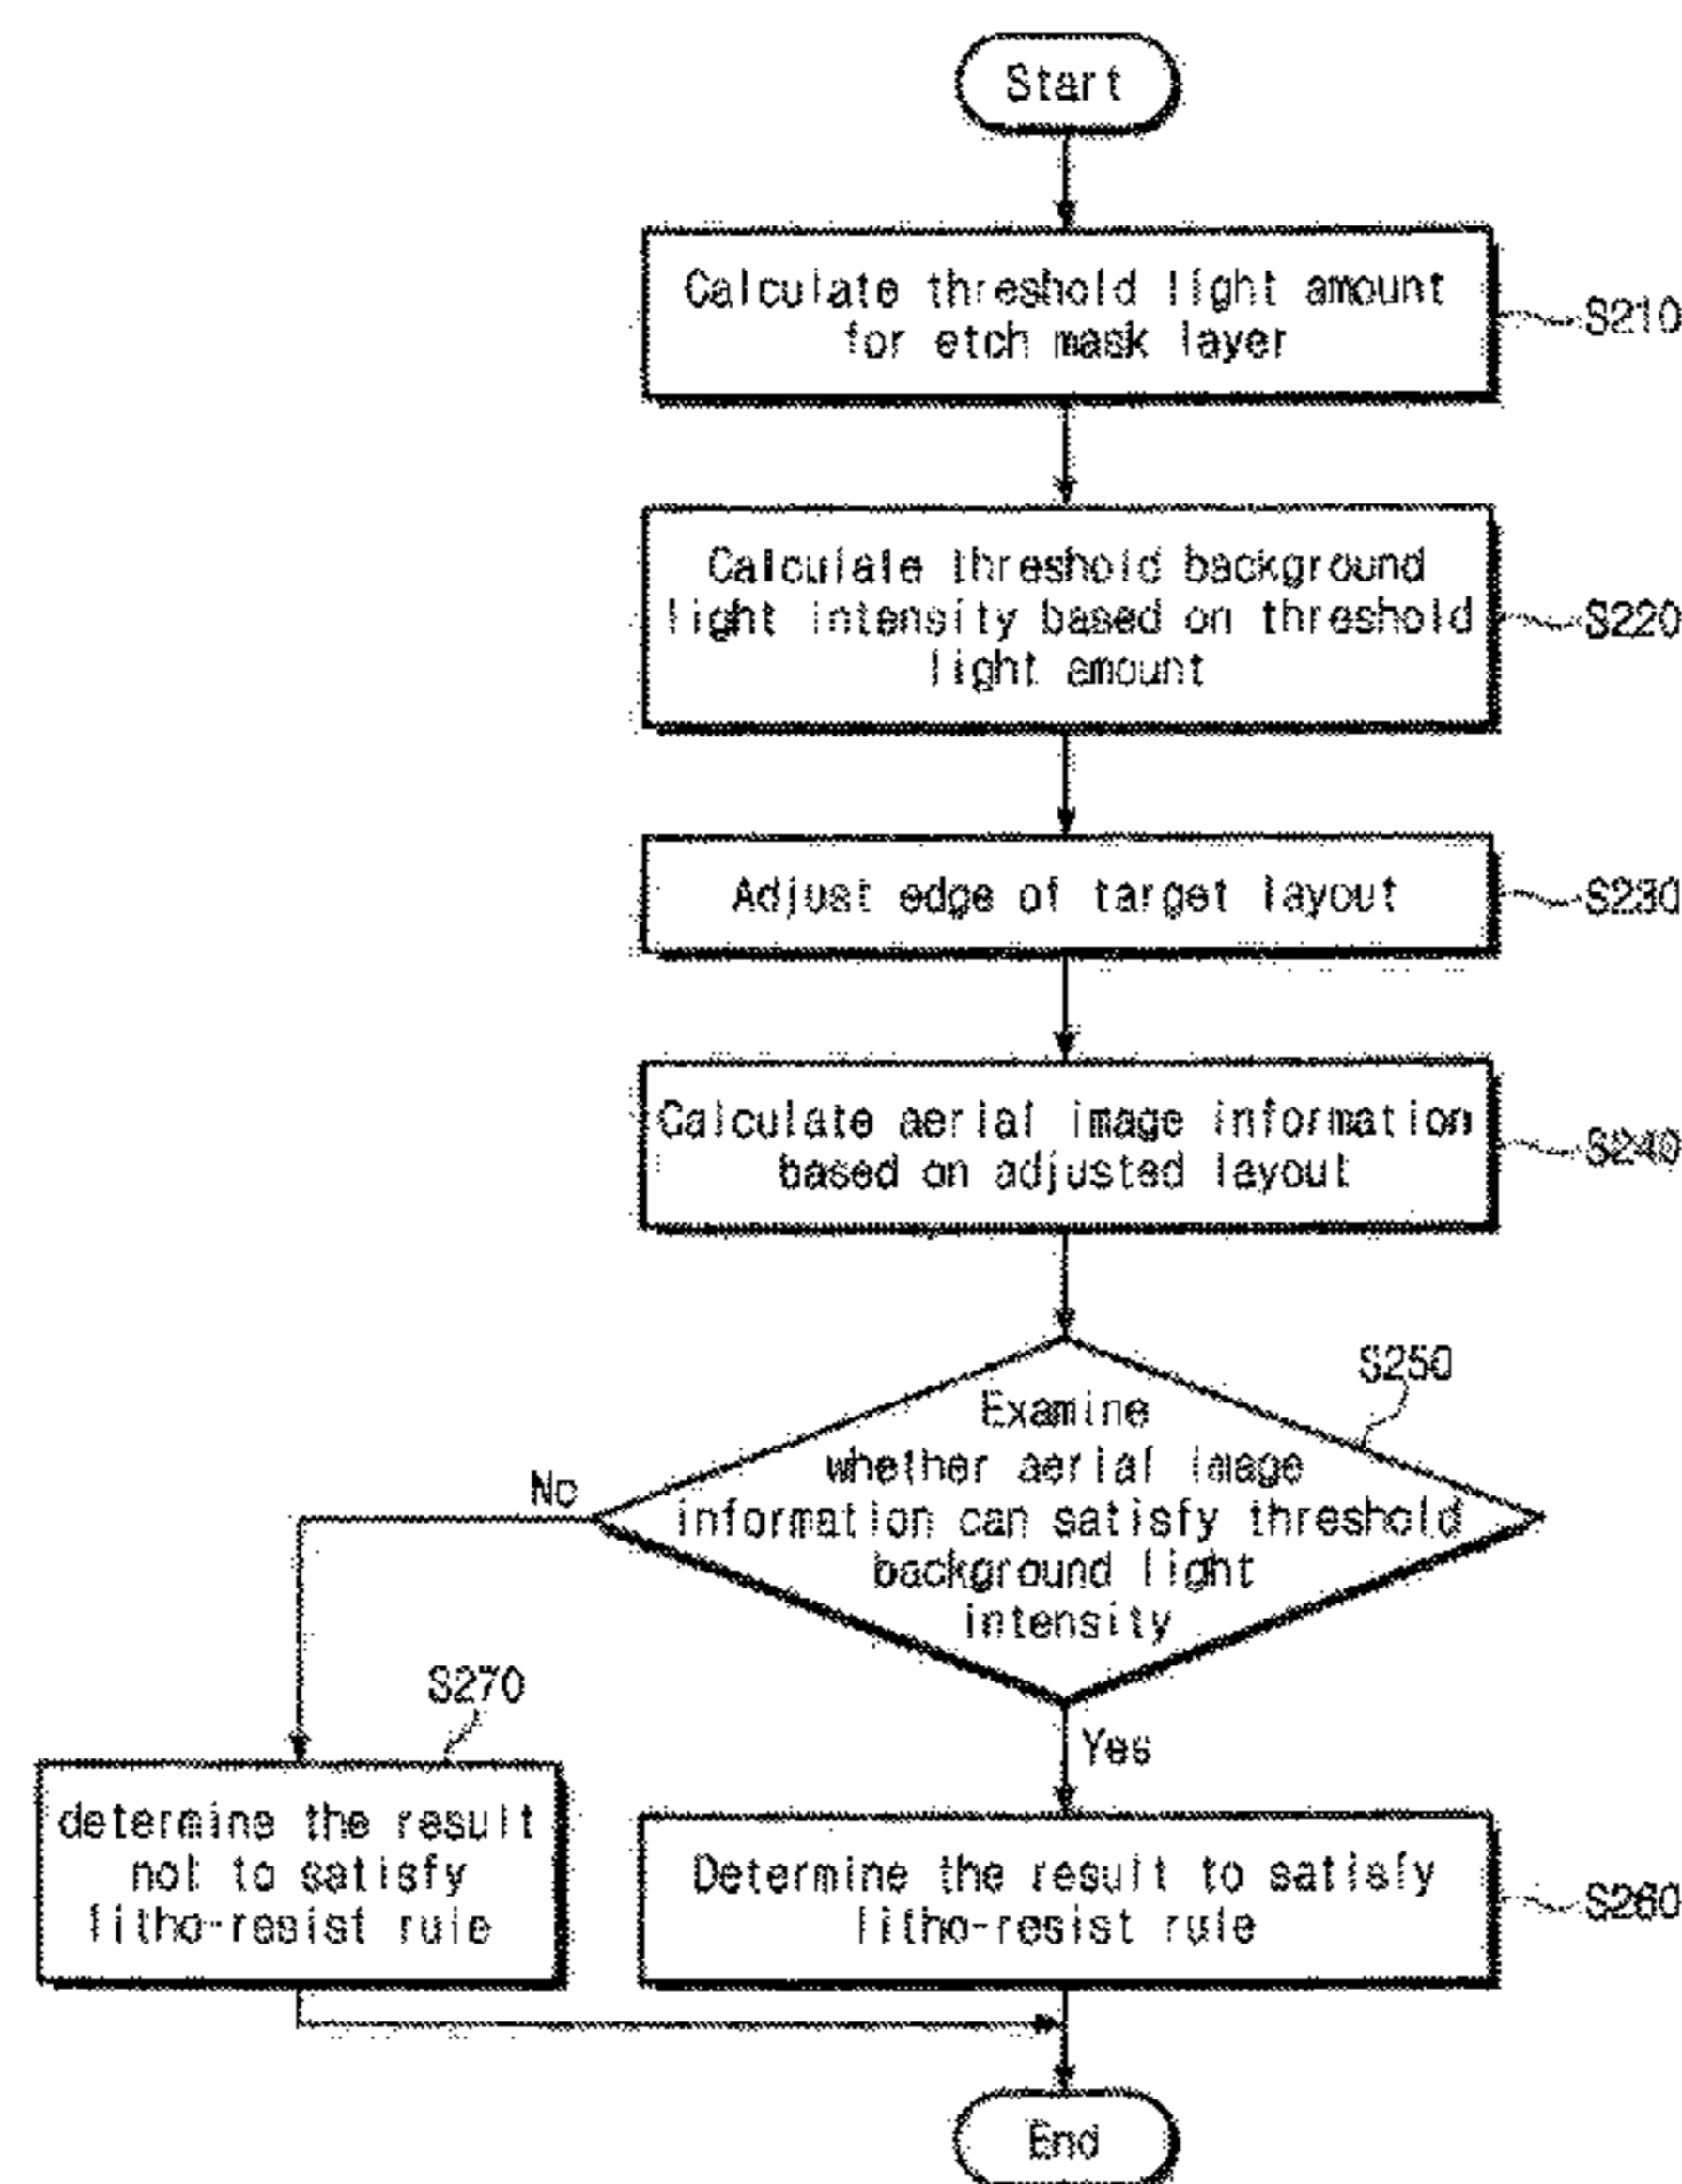 Start
Calculate threshold light amount
for etch mask layer
S210
Calculate threshold background
light intensity based on threshold
light amount
S220
Adjust edge of target layout
S230
Calculate aerial image information
based on adjusted layout
S240
S250
Examine
whether aerial image
information can satisfy threshold
background light
intensity
No
Yes
S270
determine the result
not to satisfy
litho-resist rule
Determine the result to satisfy
litho-resist rule
S260
End